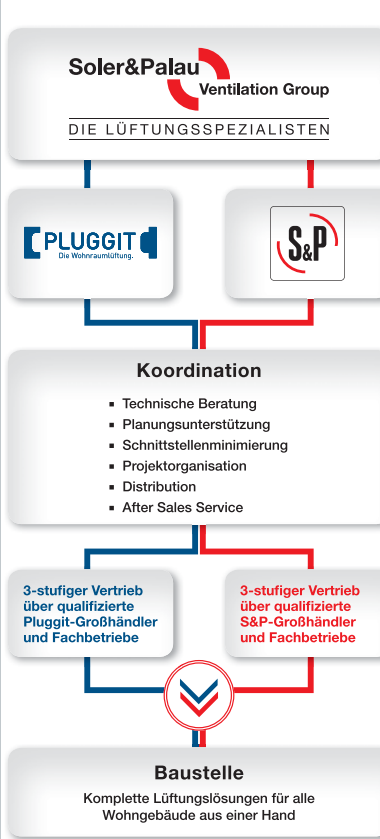 Soler&Palau
Ventilation Group
DIE LÜFTUNGSSPEZIALISTEN
PLUGGIT
Die Wohnraumlüftung.
S&P
Koordination
▪ Technische Beratung
▪ Planungsunterstützung
▪ Schnittstellenminimierung
▪ Projektorganisation
▪ Distribution
▪ After Sales Service
3-stufiger Vertrieb
über qualifizierte
Pluggit-Großhändler
und Fachbetriebe
3-stufiger Vertrieb
über qualifizierte
S&P-Großhändler
und Fachbetriebe
Baustelle
Komplette Lüftungslösungen für alle
Wohngebäude aus einer Hand